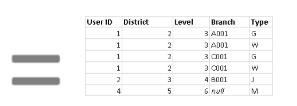 User ID District Level Branch Type
1 2 3 A001 G
1 2 3 A001 W
1 2 3 C001 G
1 2 3 C001 W
2 3 4 B001 J
4 5 6 null M